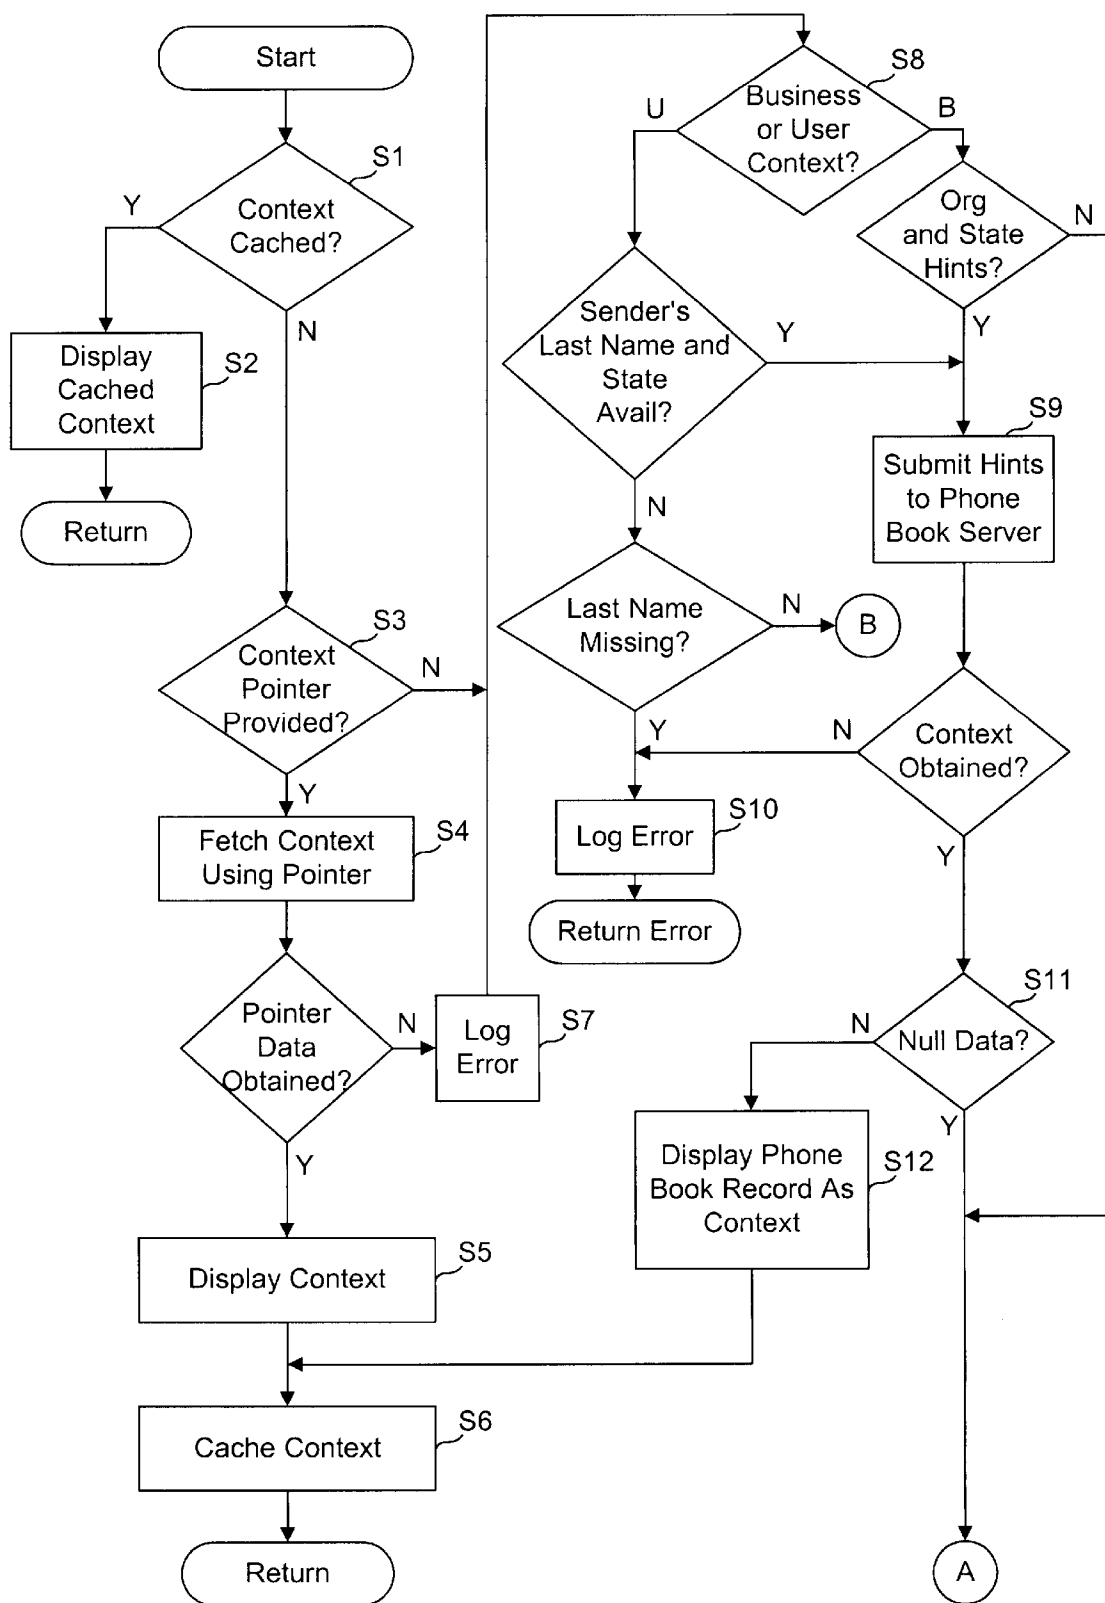 Start
S1
Y
Context
Cached?
N
Display
Cached
Context
S2
Return
S3
Context
Pointer
Provided?
N
Y
Fetch Context
Using Pointer
S4
Pointer
Data
Obtained?
N
Log
Error
S7
Y
Display Context
S5
Cache Context
S6
Return
S8
Business
or User
Context?
U
B
Org
and State
Hints?
N
Y
Sender's
Last Name and
State
Avail?
Y
N
S9
Submit Hints
to Phone
Book Server
Last Name
Missing?
N
B
Y
Context
Obtained?
N
Y
Log Error
S10
Return Error
S11
Null Data?
N
Y
Display Phone
Book Record As
Context
S12
A